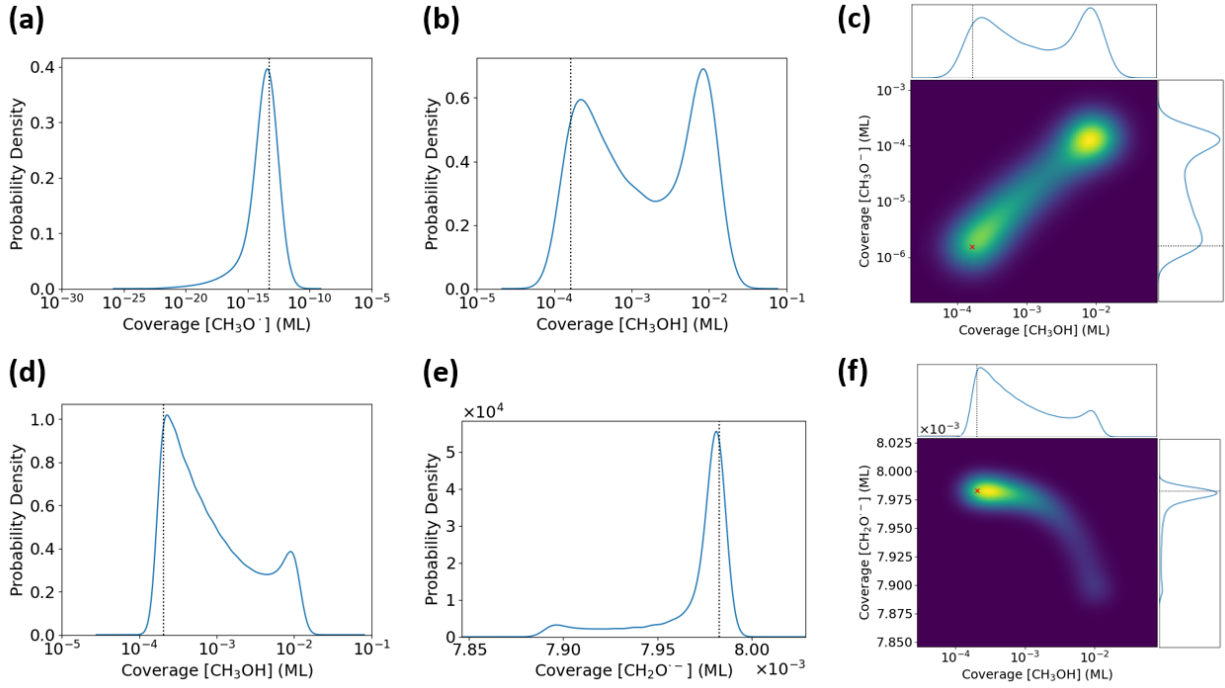 (a)
0.4
0.3
0.2
0.1
0.0
Probability Density
10⁻³⁰ 10⁻²⁵ 10⁻²⁰ 10⁻¹⁵ 10⁻¹⁰ 10⁻⁵
Coverage [CH₃O˙] (ML)
(b)
0.6
0.4
0.2
0.0
Probability Density
10⁻⁵ 10⁻⁴ 10⁻³ 10⁻² 10⁻¹
Coverage [CH₃OH] (ML)
(c)
10⁻³
10⁻⁴
10⁻⁵
10⁻⁶
Coverage [CH₃O⁻] (ML)
10⁻⁴ 10⁻³ 10⁻²
Coverage [CH₃OH] (ML)
(d)
1.0
0.8
0.6
0.4
0.2
0.0
Probability Density
10⁻⁵ 10⁻⁴ 10⁻³ 10⁻² 10⁻¹
Coverage [CH₃OH] (ML)
(e)
×10⁴
5
4
3
2
1
0
Probability Density
7.85 7.90 7.95 8.00
Coverage [CH₂O˙⁻] (ML) ×10⁻³
(f)
×10⁻³
8.025
8.000
7.975
7.950
7.925
7.900
7.875
7.850
Coverage [CH₂O˙⁻] (ML)
10⁻⁴ 10⁻³ 10⁻²
Coverage [CH₃OH] (ML)